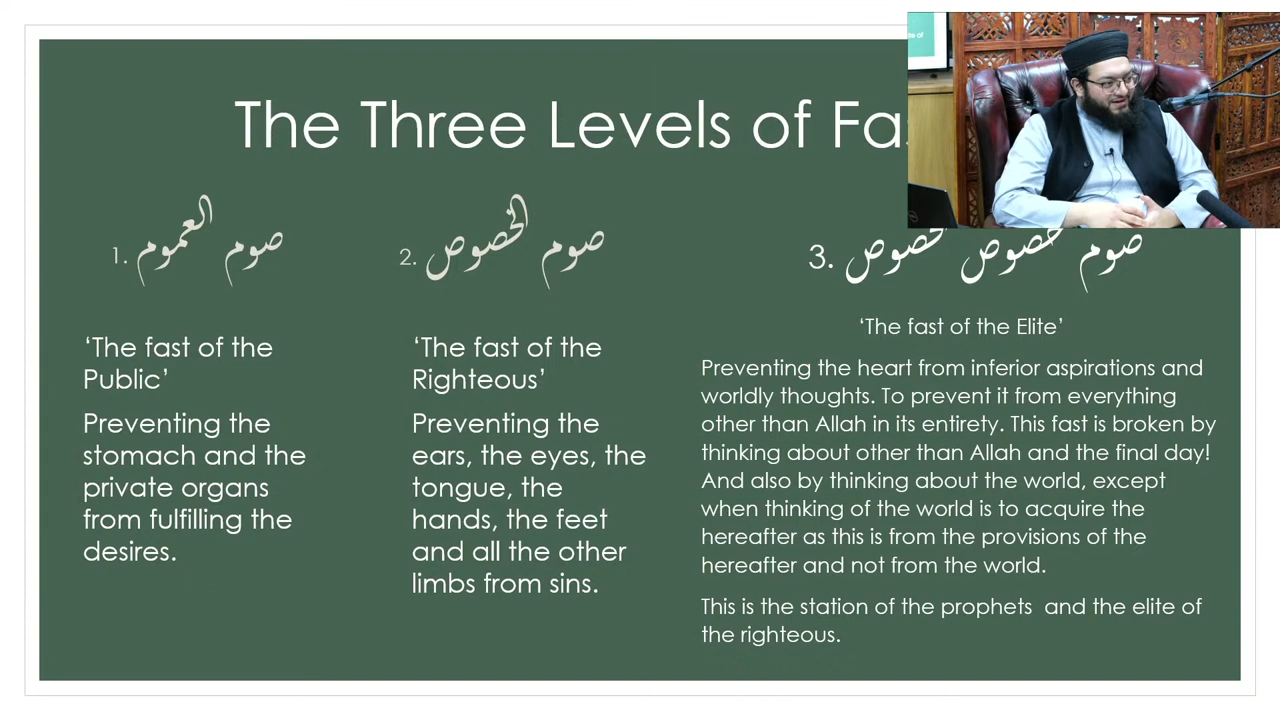 The Three Levels of
1. صوم العموم
‘The fast of the
Public’
Preventing the
stomach and the
private organs
from fulfilling the
desires.
2. صوم الخصوص
‘The fast of the
Righteous’
Preventing the
ears, the eyes, the
tongue, the
hands, the feet
and all the other
limbs from sins.
3. صوم خصوص
‘The fast of the Elite’
Preventing the heart from inferior aspirations and
worldly thoughts. To prevent it from everything
other than Allah in its entirety. This fast is broken by
thinking about other than Allah and the final day!
And also by thinking about the world, except
when thinking of the world is to acquire the
hereafter as this is from the provisions of the
hereafter and not from the world.
This is the station of the prophets and the elite of
the righteous.